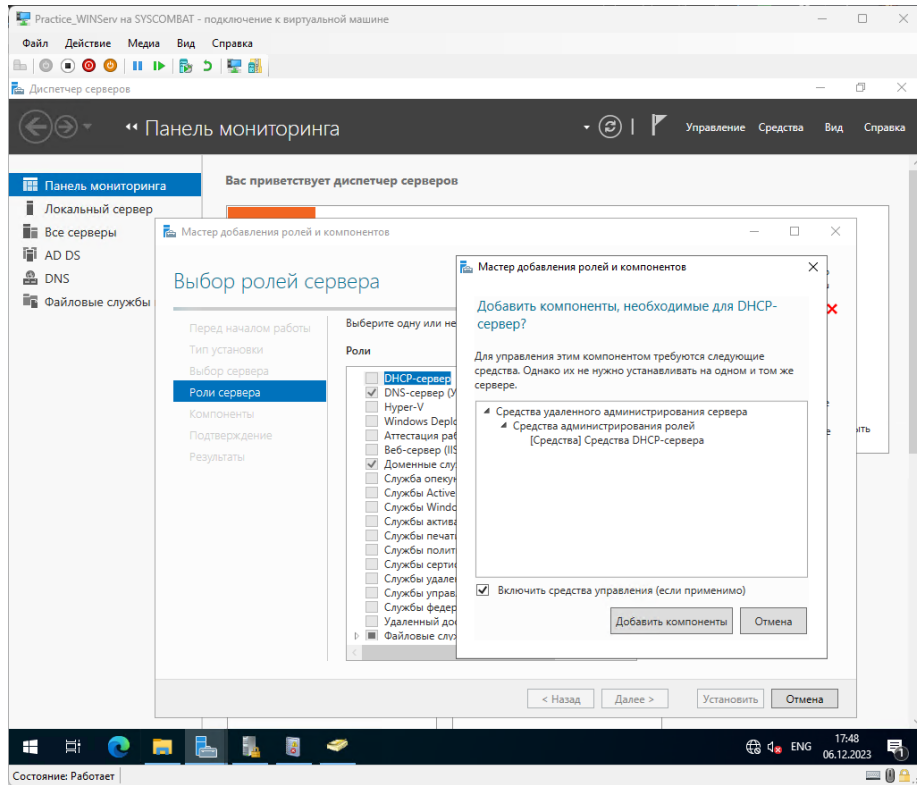 Practice_WINServ на SYSCOMBAT - подключение к виртуальной машине
Файл Действие Медиа Вид Справка
Диспетчер серверов
Панель мониторинга
Управление Средства Вид Справка
Панель мониторинга
Локальный сервер
Все серверы
AD DS
DNS
Файловые службы
Вас приветствует диспетчер серверов
Мастер добавления ролей и компонентов
Выбор ролей сервера
Перед началом работы
Тип установки
Выбор сервера
Роли сервера
Компоненты
Подтверждение
Результаты
Выберите одну или не
Роли
DHCP-сервер
DNS-сервер (У
Hyper-V
Windows Deplo
Аттестация раб
Веб-сервер (IIS
Доменные слу
Служба опекун
Службы Active
Службы Windo
Службы актива
Службы печат
Службы полит
Службы серти
Службы удале
Службы управ
Службы федер
Удаленный до
Файловые слу
Мастер добавления ролей и компонентов
Добавить компоненты, необходимые для DHCP-
сервер?
Для управления этим компонентом требуются следующие
средства. Однако их не нужно устанавливать на одном и том же
сервере.
Средства удаленного администрирования сервера
Средства администрирования ролей
[Средства] Средства DHCP-сервера
Включить средства управления (если применимо)
Добавить компоненты Отмена
ыть
< Назад Далее > Установить Отмена
ENG
17:48
06.12.2023
1
Состояние: Работает